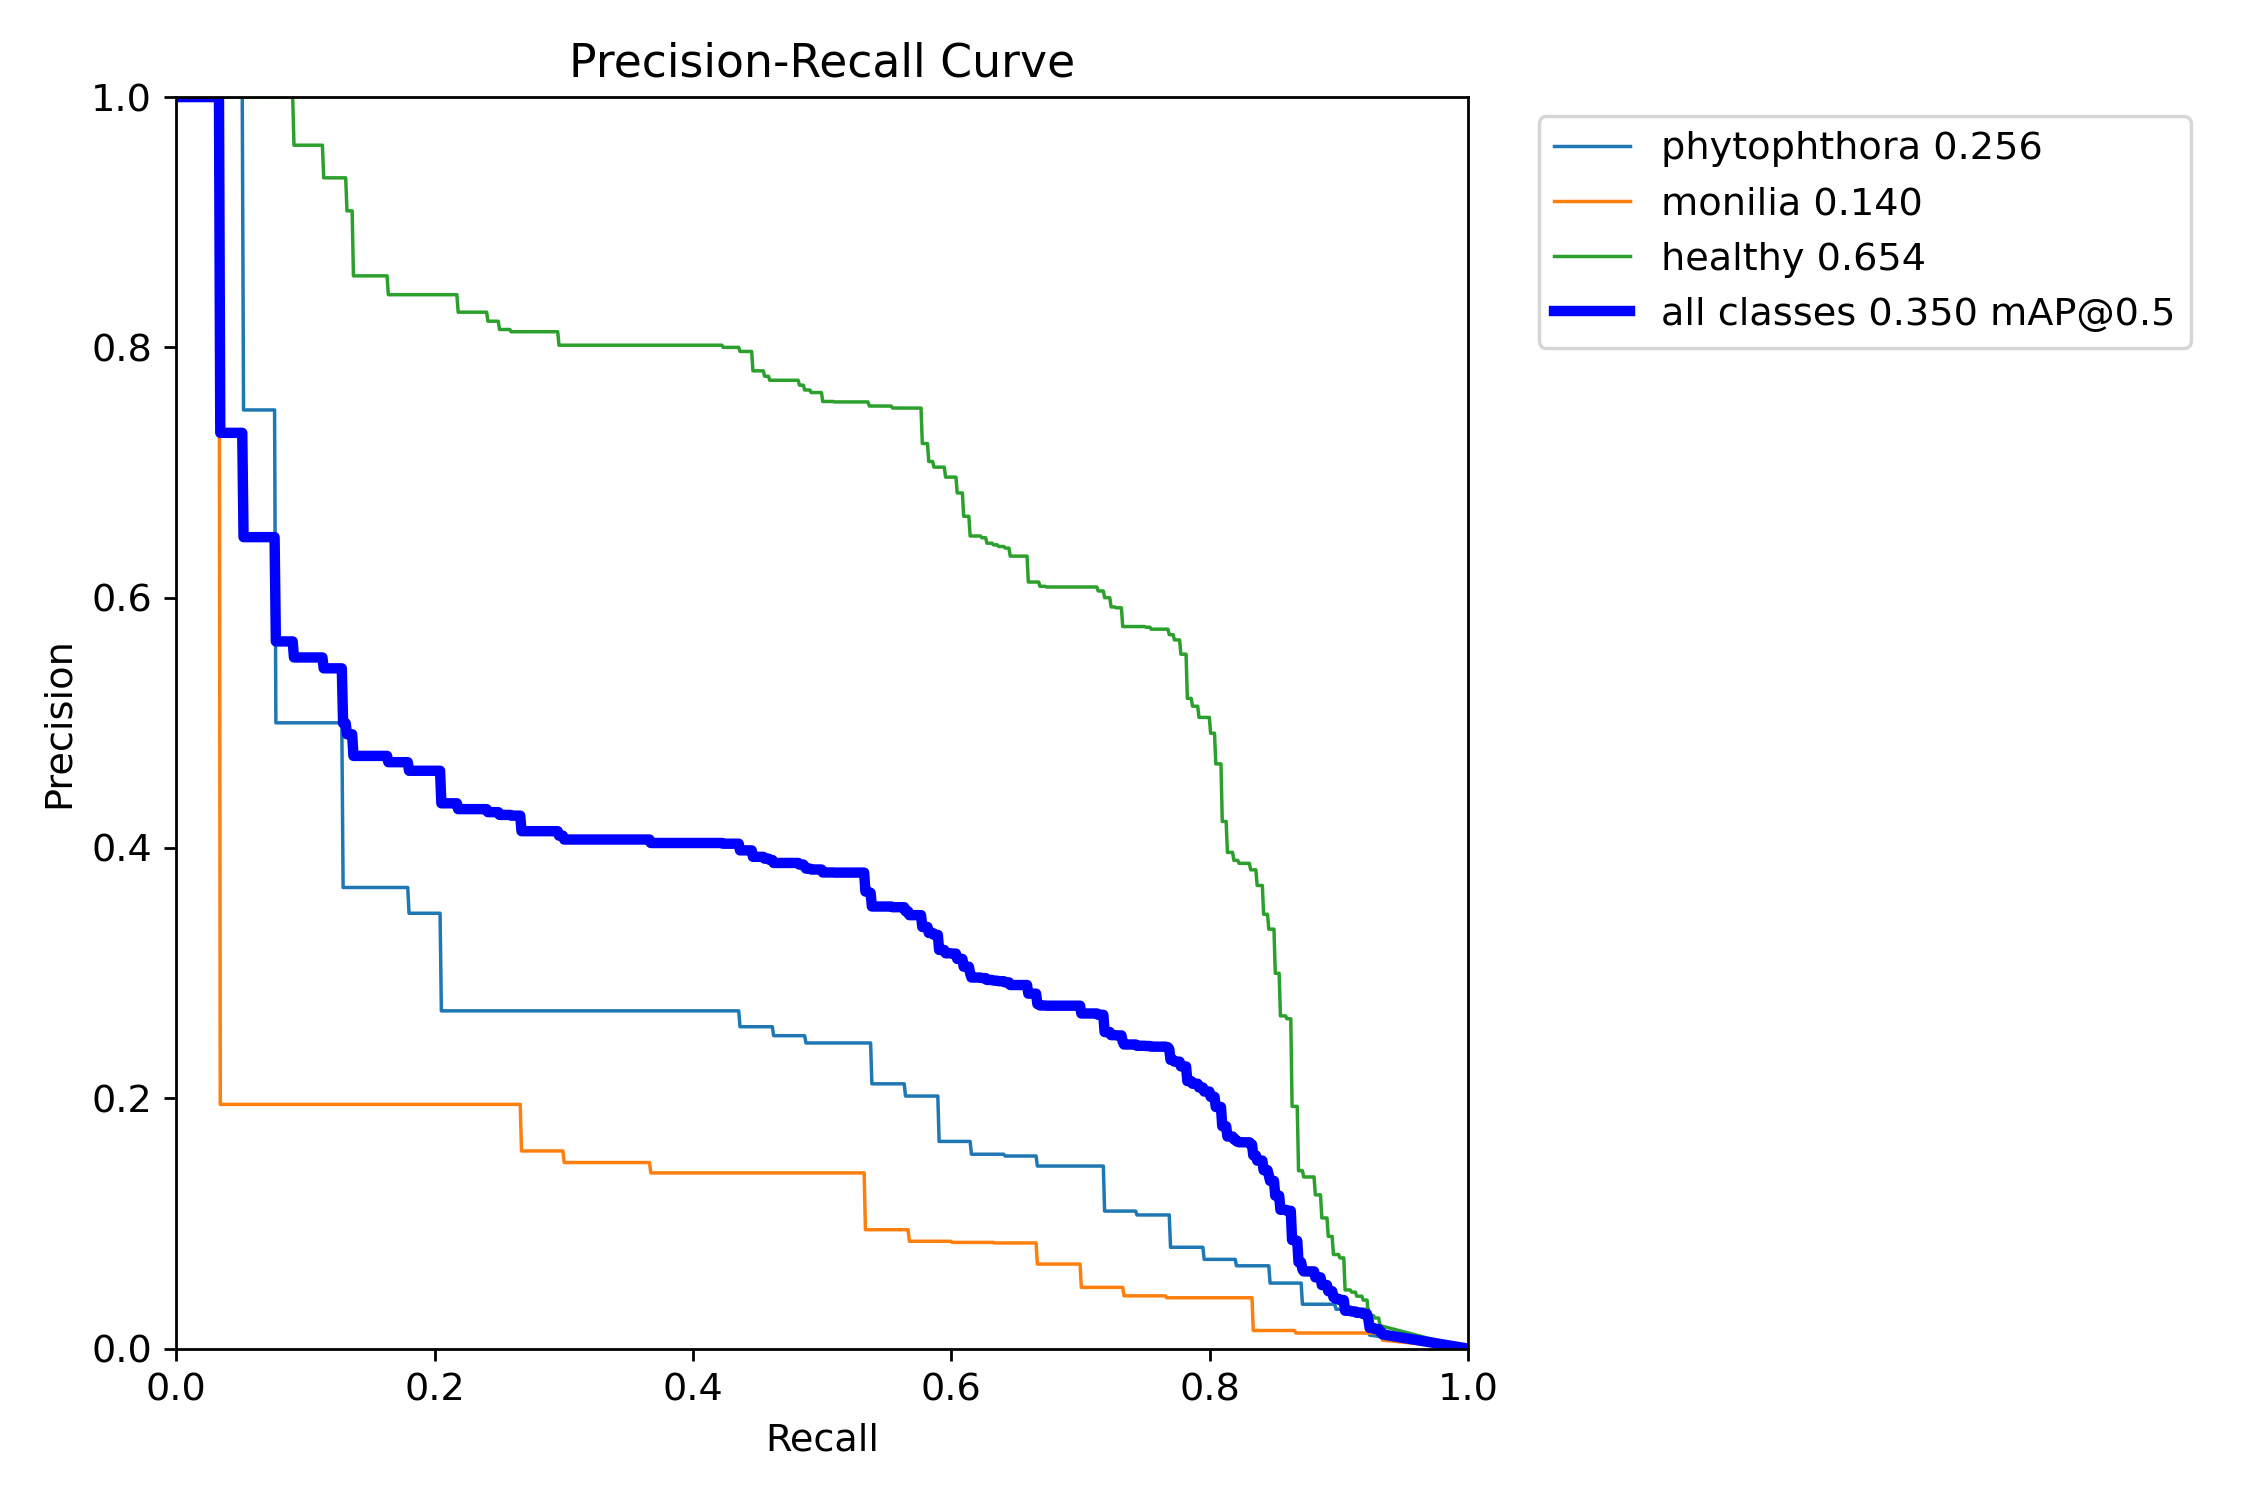 Precision-Recall Curve
phytophthora 0.256
monilia 0.140
healthy 0.654
all classes 0.350 mAP@0.5
Precision
1.0
0.8
0.6
0.4
0.2
0.0
0.0 0.2 0.4 0.6 0.8 1.0
Recall